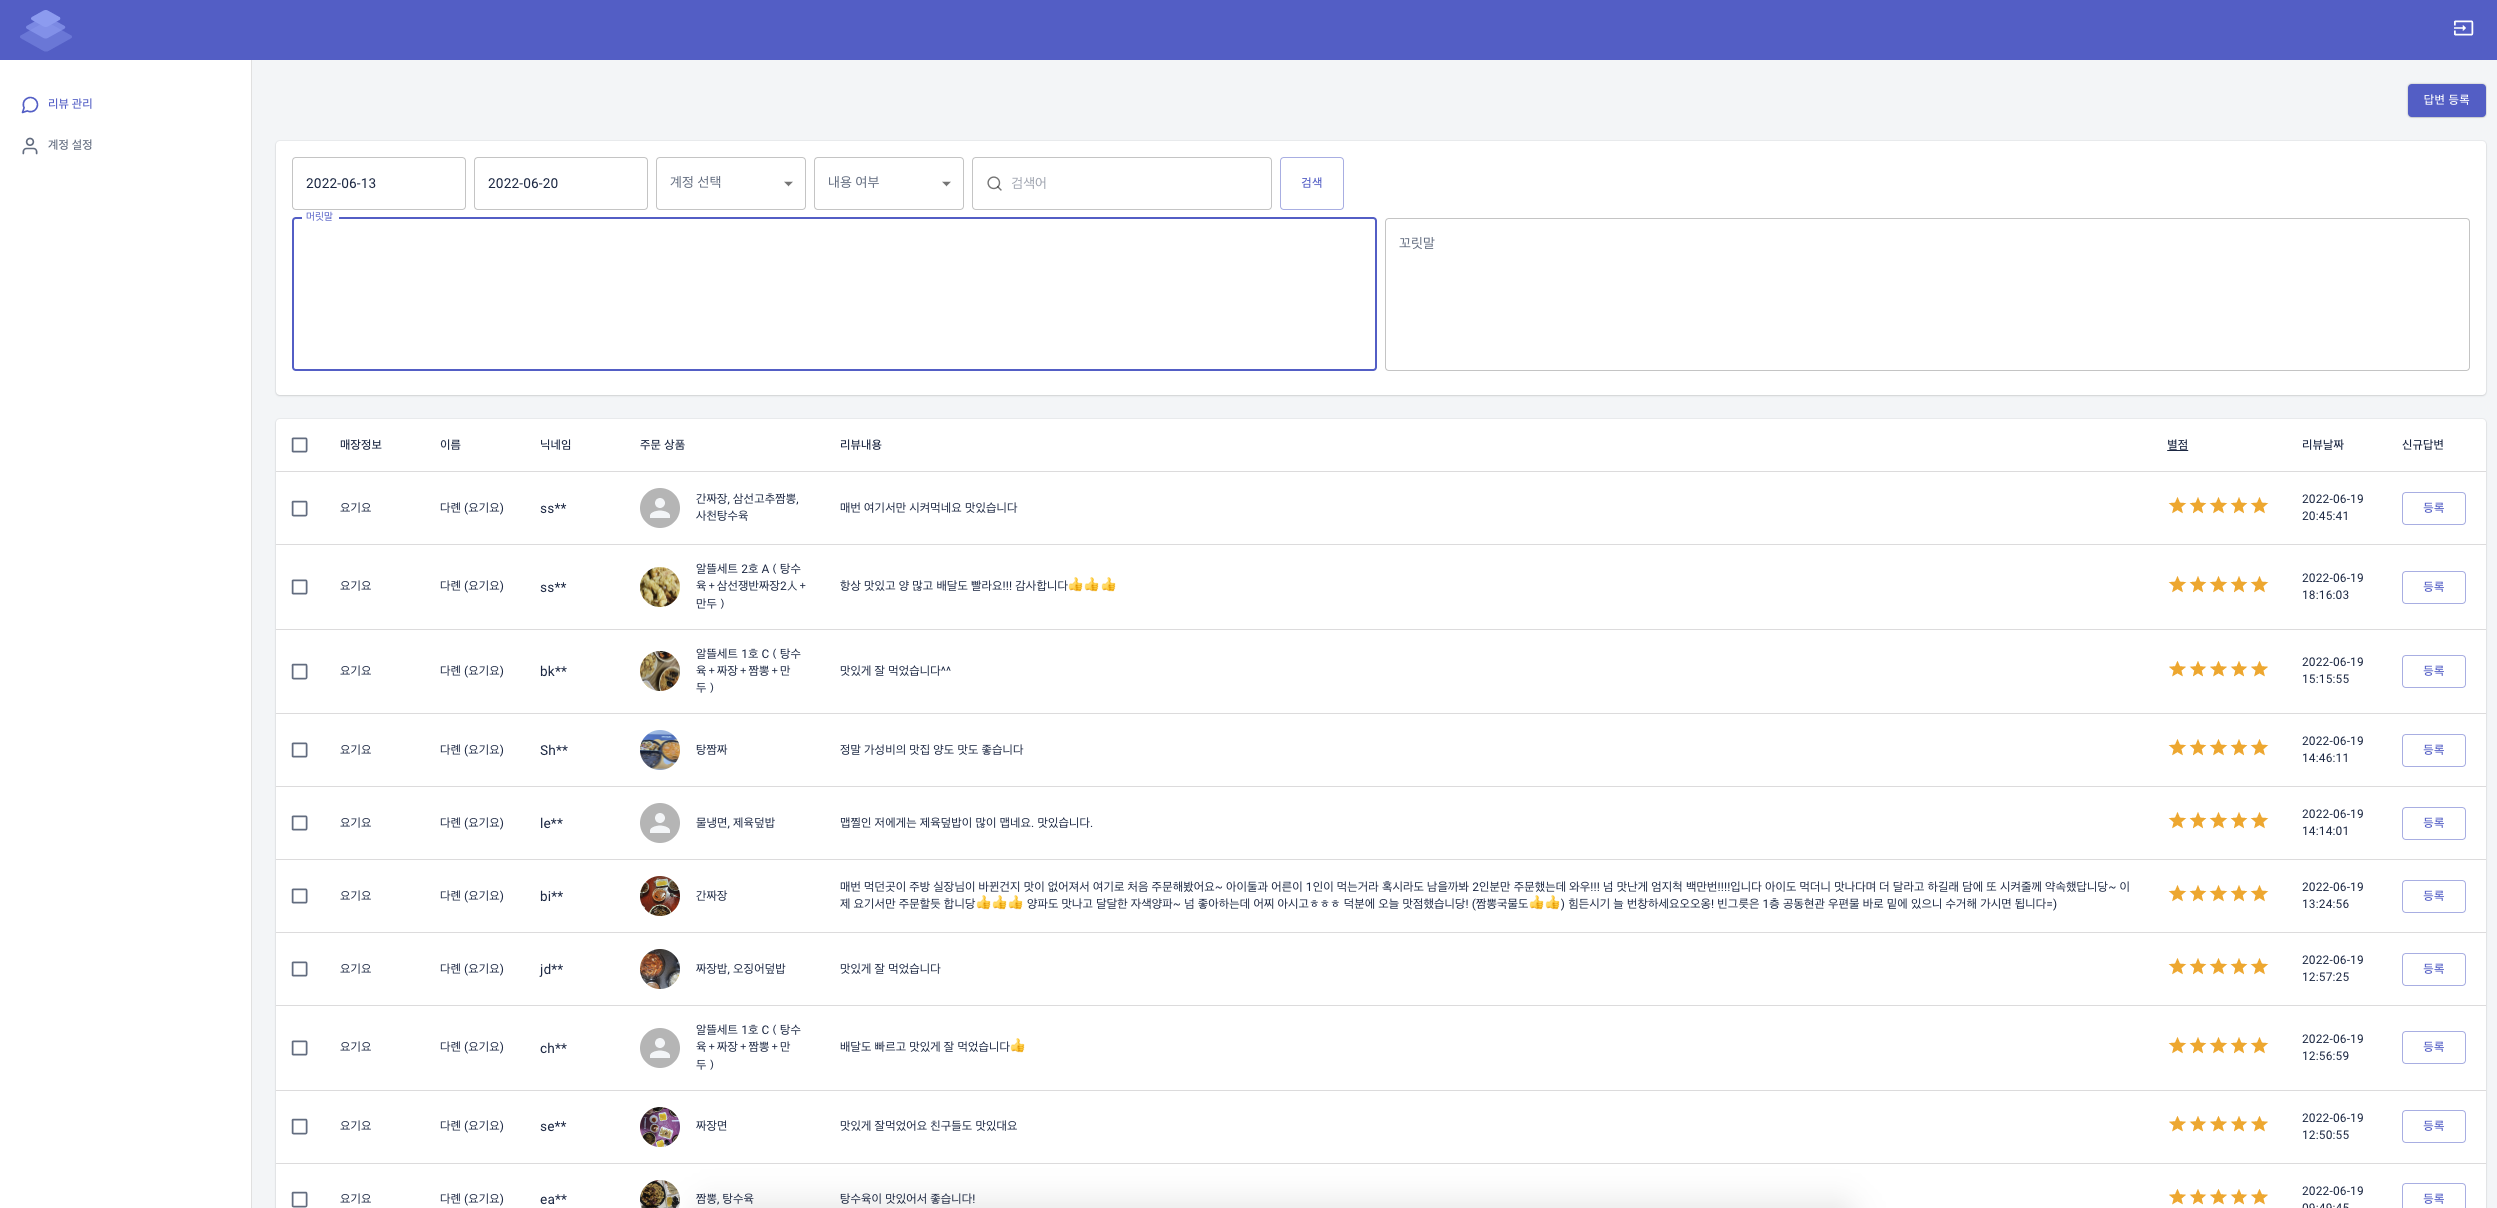 리뷰 관리
계정 설정
답변 등록
2022-06-13
2022-06-20
계정 선택
내용 여부
검색어
검색
머릿말
꼬릿말
매장정보 이름 닉네임 주문 상품 리뷰내용 별점 리뷰날짜 신규답변
요기요 다롄 (요기요) ss**
간짜장, 삼선고추짬뽕,
사천탕수육
매번 여기서만 시켜먹네요 맛있습니다
2022-06-19
20:45:41
등록
요기요 다롄 (요기요) ss**
알뜰세트 2호 A ( 탕수
육 + 삼선쟁반짜장2人 +
만두 )
항상 맛있고 양 많고 배달도 빨라요!!! 감사합니다👍👍👍
2022-06-19
18:16:03
등록
요기요 다롄 (요기요) bk**
알뜰세트 1호 C ( 탕수
육 + 짜장 + 짬뽕 + 만
두 )
맛있게 잘 먹었습니다^^
2022-06-19
15:15:55
등록
요기요 다롄 (요기요) Sh**
탕짬짜
정말 가성비의 맛집 양도 맛도 좋습니다
2022-06-19
14:46:11
등록
요기요 다롄 (요기요) le**
물냉면, 제육덮밥
맵찔인 저에게는 제육덮밥이 많이 맵네요. 맛있습니다.
2022-06-19
14:14:01
등록
요기요 다롄 (요기요) bi**
간짜장
매번 먹던곳이 주방 실장님이 바뀐건지 맛이 없어져서 여기로 처음 주문해봤어요~ 아이둘과 어른이 1인이 먹는거라 혹시라도 남을까봐 2인분만 주문했는데 와우!!! 넘 맛난게 엄지척 백만번!!!!입니다 아이도 먹더니 맛나다며 더 달라고 하길래 담에 또 시켜줄께 약속했답니당~ 이
제 요기서만 주문할듯 합니당👍👍👍 양파도 맛나고 달달한 자색양파~ 넘 좋아하는데 어찌 아시고ㅎㅎㅎ 덕분에 오늘 맛점했습니당! (짬뽕국물도👍👍) 힘든시기 늘 번창하세요오오옹! 빈그릇은 1층 공동현관 우편물 바로 밑에 있으니 수거해 가시면 됩니다=)
2022-06-19
13:24:56
등록
요기요 다롄 (요기요) jd**
짜장밥, 오징어덮밥
맛있게 잘 먹었습니다
2022-06-19
12:57:25
등록
요기요 다롄 (요기요) ch**
알뜰세트 1호 C ( 탕수
육 + 짜장 + 짬뽕 + 만
두 )
배달도 빠르고 맛있게 잘 먹었습니다👍
2022-06-19
12:56:59
등록
요기요 다롄 (요기요) se**
짜장면
맛있게 잘먹었어요 친구들도 맛있대요
2022-06-19
12:50:55
등록
요기요 다롄 (요기요) ea**
짬뽕, 탕수육
탕수육이 맛있어서 좋습니다!
2022-06-19
등록